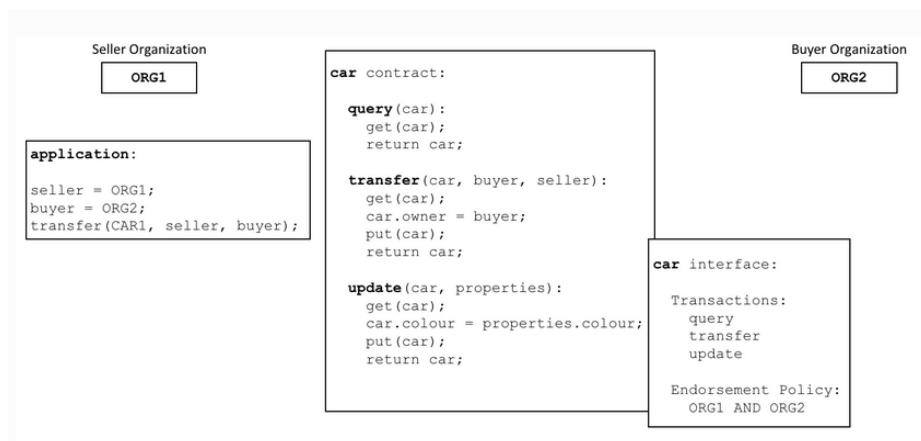 Seller Organization
ORG1
application:
seller = ORG1;
buyer = ORG2;
transfer(CAR1, seller, buyer);
car contract:
query(car):
get(car);
return car;
transfer(car, buyer, seller):
get(car);
car.owner = buyer;
put(car);
return car;
update(car, properties):
get(car);
car.colour = properties.colour;
put(car);
return car;
Buyer Organization
ORG2
car interface:
Transactions:
query
transfer
update
Endorsement Policy:
ORG1 AND ORG2